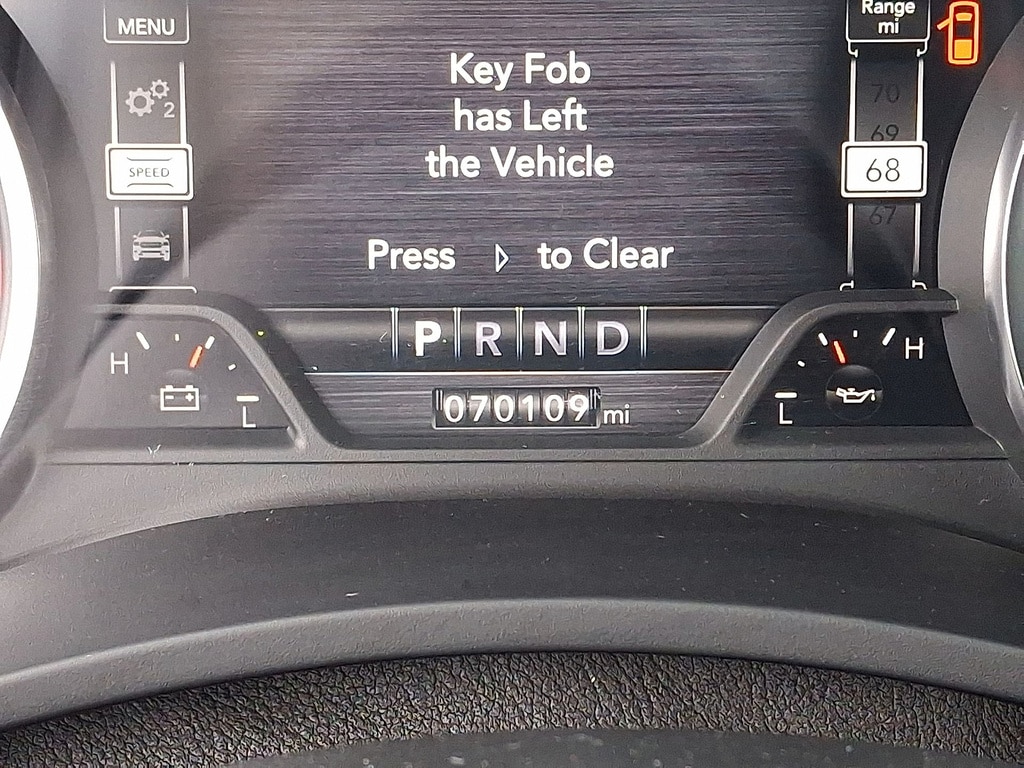 MENU
Range
mi
Key Fob
has Left
the Vehicle
2
70
69
SPEED
68
67
Press ▷ to Clear
P R N D
H
H
070109 mi
L
L